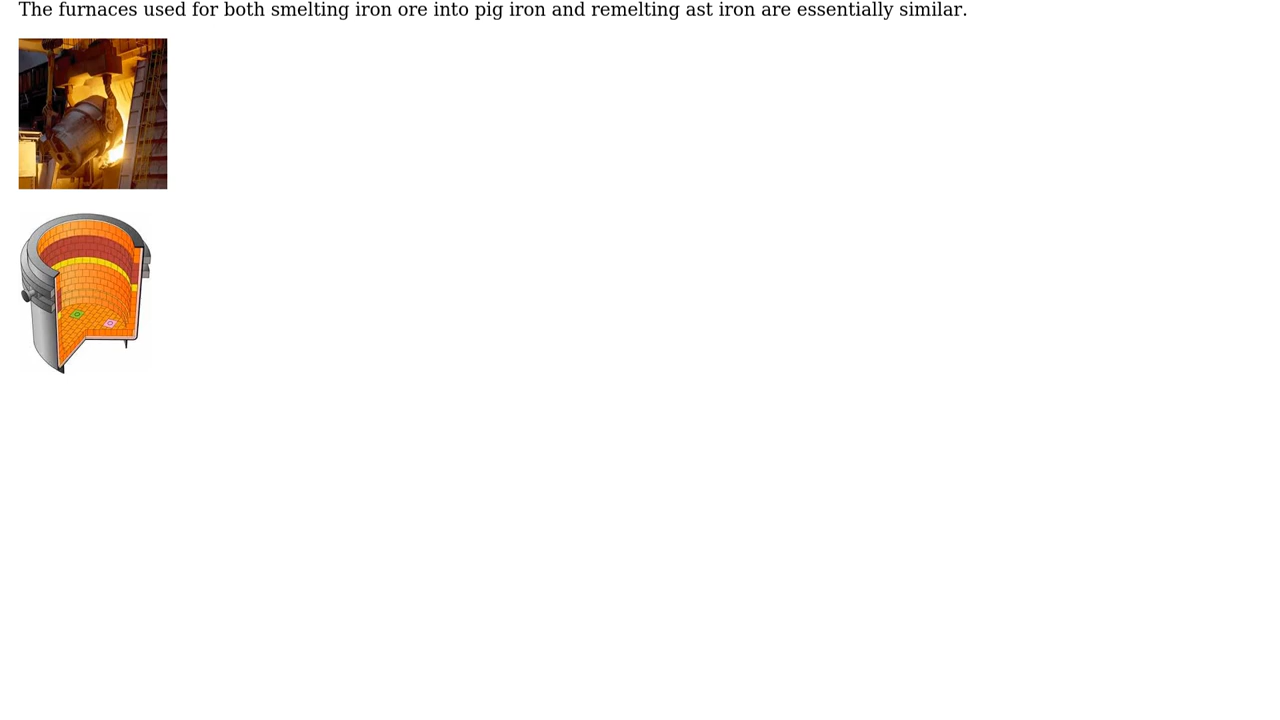 The furnaces used for both smelting iron ore into pig iron and remelting ast iron are essentially similar.